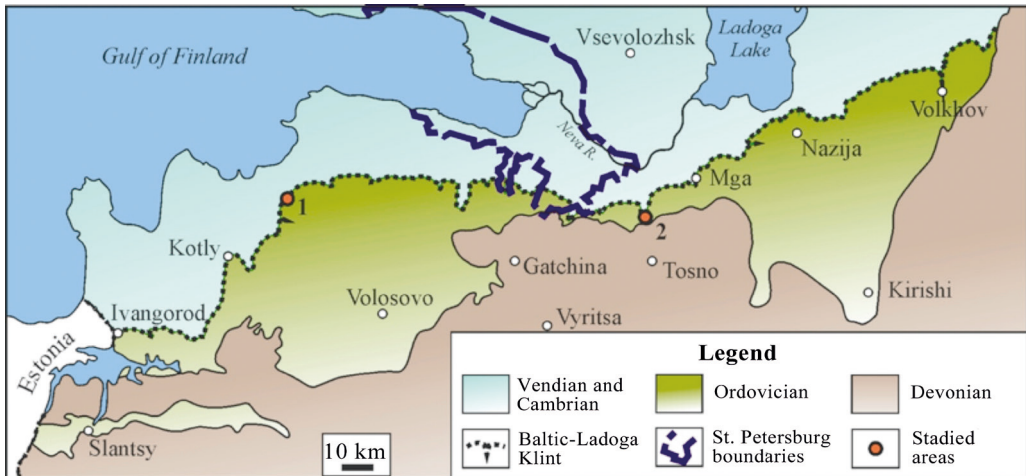 Gulf of Finland
Vsevolozhsk
Ladoga
Lake
Neva R.
Volkhov
Nazija
Mga
1
2
Kotly
Gatchina
Tosno
Kirishi
Ivangorod
Volosovo
Vyritsa
Estonia
Slantsy
10 km
Legend
Vendian and
Cambrian
Ordovician
Devonian
Baltic-Ladoga
Klint
St. Petersburg
boundaries
Stadied
areas